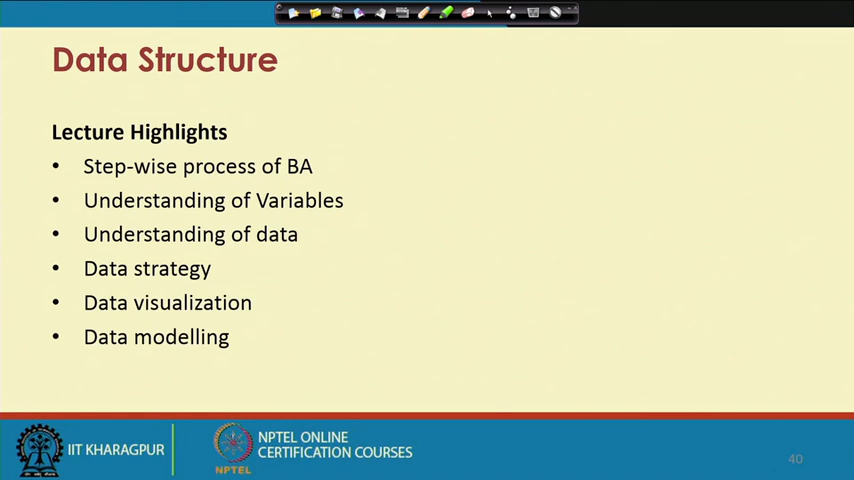 Data Structure
Lecture Highlights
• Step-wise process of BA
• Understanding of Variables
• Understanding of data
• Data strategy
• Data visualization
• Data modelling
IIT KHARAGPUR
NPTEL
NPTEL ONLINE
CERTIFICATION COURSES
40